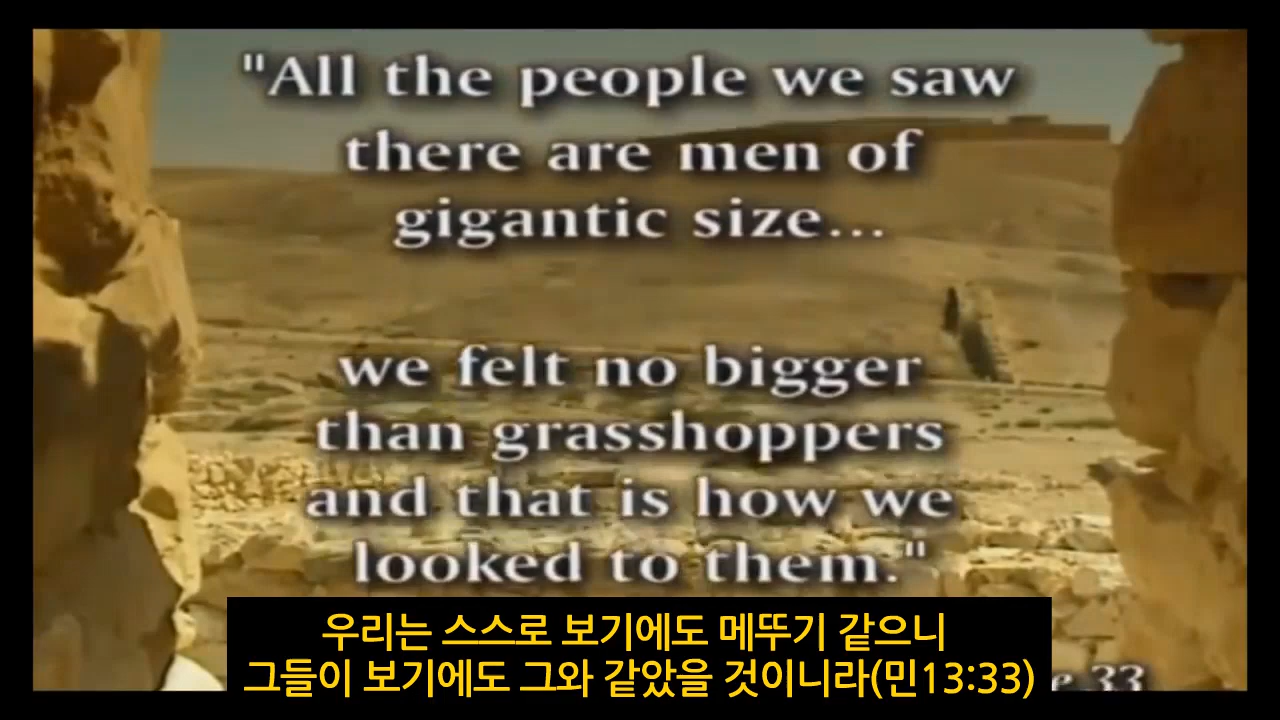 "All the people we saw
there are men of
gigantic size...
we felt no bigger
than grasshoppers
and that is how we
looked to them."
우리는 스스로 보기에도 메뚜기 같으니
그들이 보기에도 그와 같았을 것이니라(민13:33)
33